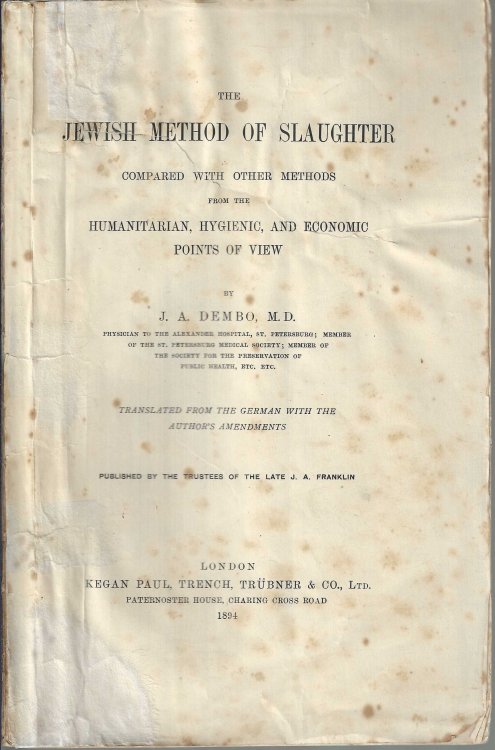 THE
JEWISH METHOD OF SLAUGHTER
COMPARED WITH OTHER METHODS
FROM THE
HUMANITARIAN, HYGIENIC, AND ECONOMIC
POINTS OF VIEW
BY
J. A. DEMBO, M.D.
PHYSICIAN TO THE ALEXANDER HOSPITAL, ST. PETERSBURG; MEMBER
OF THE ST. PETERSBURG MEDICAL SOCIETY; MEMBER OF
THE SOCIETY FOR THE PRESERVATION OF
PUBLIC HEALTH, ETC. ETC.
TRANSLATED FROM THE GERMAN WITH THE
AUTHOR'S AMENDMENTS
PUBLISHED BY THE TRUSTEES OF THE LATE J. A. FRANKLIN
LONDON
KEGAN PAUL, TRENCH, TRÜBNER & CO., LTD.
PATERNOSTER HOUSE, CHARING CROSS ROAD
1894